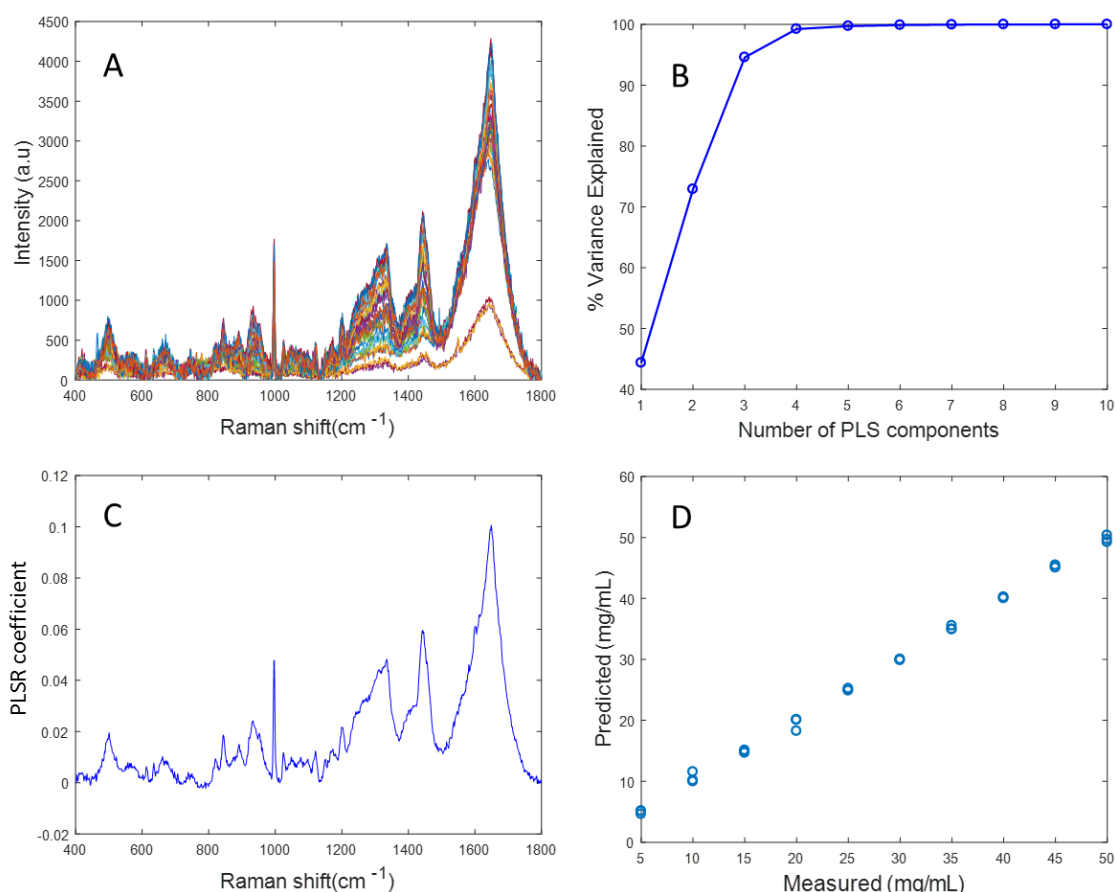 A
Intensity (a.u)
4500
4000
3500
3000
2500
2000
1500
1000
500
0
400 600 800 1000 1200 1400 1600 1800
Raman shift(cm -1)
B
% Variance Explained
100
90
80
70
60
50
40
1 2 3 4 5 6 7 8 9 10
Number of PLS components
C
PLSR coefficient
0.12
0.1
0.08
0.06
0.04
0.02
0
-0.02
400 600 800 1000 1200 1400 1600 1800
Raman shift(cm -1)
D
Predicted (mg/mL)
60
50
40
30
20
10
0
5 10 15 20 25 30 35 40 45 50
Measured (mg/mL)